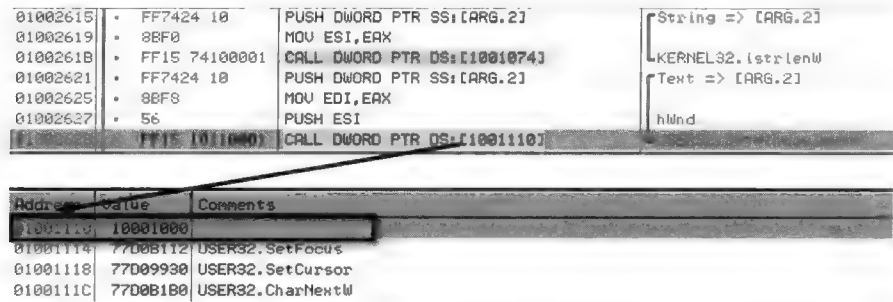 01002615 • FF7424 10 PUSH DWORD PTR SS:[ARG.2] String => [ARG.2]
01002619 • 8BF0 MOV ESI,EAX
0100261B • FF15 74100001 CALL DWORD PTR DS:[1001074] KERNEL32.lstrlenW
01002621 • FF7424 10 PUSH DWORD PTR SS:[ARG.2] Text => [ARG.2]
01002625 • 8BF8 MOV EDI,EAX
01002627 • 56 PUSH ESI hWnd
FF15 10110001 CALL DWORD PTR DS:[1001110]
Address Value Comments
01001110 10001000
01001114 77D0B112 USER32.SetFocus
01001118 77D09930 USER32.SetCursor
0100111C 77D0B1B0 USER32.CharNextW